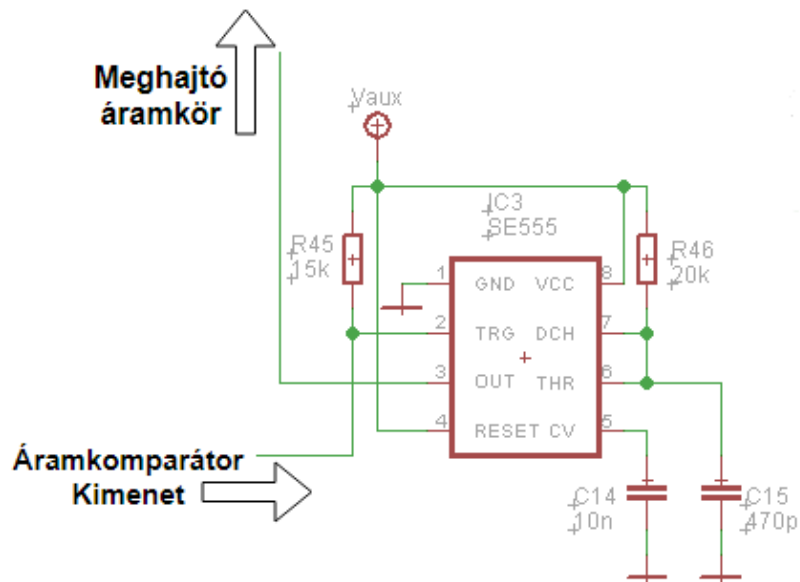 Meghajtó
áramkör
Vaux
IC3
SE555
R45
15k
R46
20k
1
GND
VCC
8
2
TRG
DCH
7
3
OUT
THR
6
4
RESET
CV
5
Áramkomparátor
Kimenet
C14
10n
C15
470p